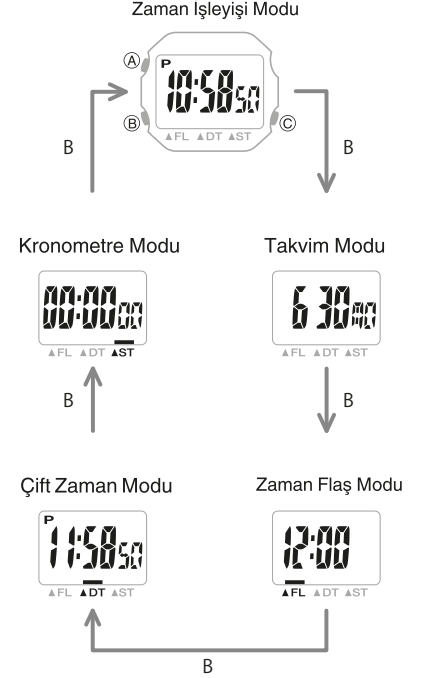 Zaman İşleyişi Modu
A
P
10:58 50
B
C
▲FL ▲DT ▲ST
B
B
Kronometre Modu
Takvim Modu
00:00 00
6 30 MO
▲FL ▲DT ▲ST
▲FL ▲DT ▲ST
B
B
Çift Zaman Modu
Zaman Flaş Modu
P
11:58 50
12:00
▲FL ▲DT ▲ST
▲FL ▲DT ▲ST
B